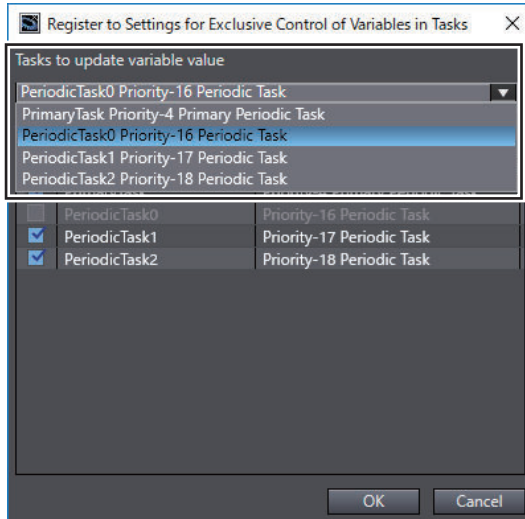 Register to Settings for Exclusive Control of Variables in Tasks
Tasks to update variable value
PeriodicTask0 Priority-16 Periodic Task
PrimaryTask Priority-4 Primary Periodic Task
PeriodicTask0 Priority-16 Periodic Task
PeriodicTask1 Priority-17 Periodic Task
PeriodicTask2 Priority-18 Periodic Task
PeriodicTask0 Priority-16 Periodic Task
PeriodicTask1 Priority-17 Periodic Task
PeriodicTask2 Priority-18 Periodic Task
OK Cancel